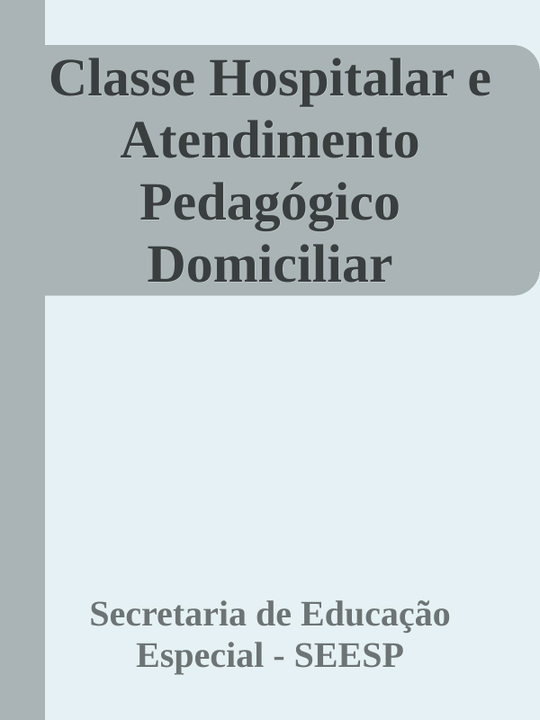 Classe Hospitalar e
Atendimento
Pedagógico
Domiciliar
Secretaria de Educação
Especial - SEESP